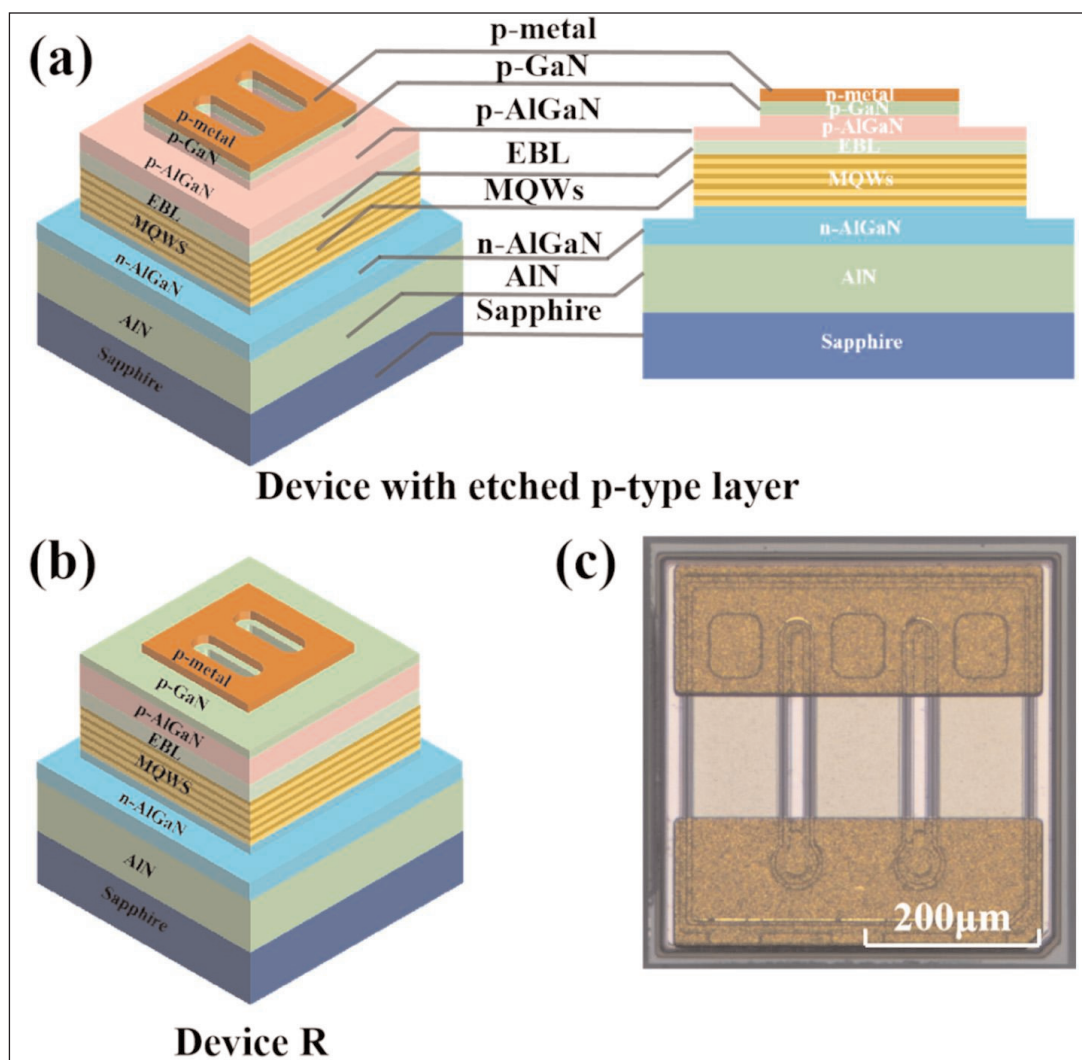 (a)
p-metal
p-GaN
p-AlGaN
EBL
MQWs
n-AlGaN
AlN
Sapphire
p-metal
p-GaN
p-AlGaN
EBL
MQWS
n-AlGaN
AlN
Sapphire
p-metal
p-GaN
p-AlGaN
EBL
MQWs
n-AlGaN
AlN
Sapphire
Device with etched p-type layer
(b)
p-metal
p-GaN
p-AlGaN
EBL
MQWS
n-AlGaN
AlN
Sapphire
Device R
(c)
200μm